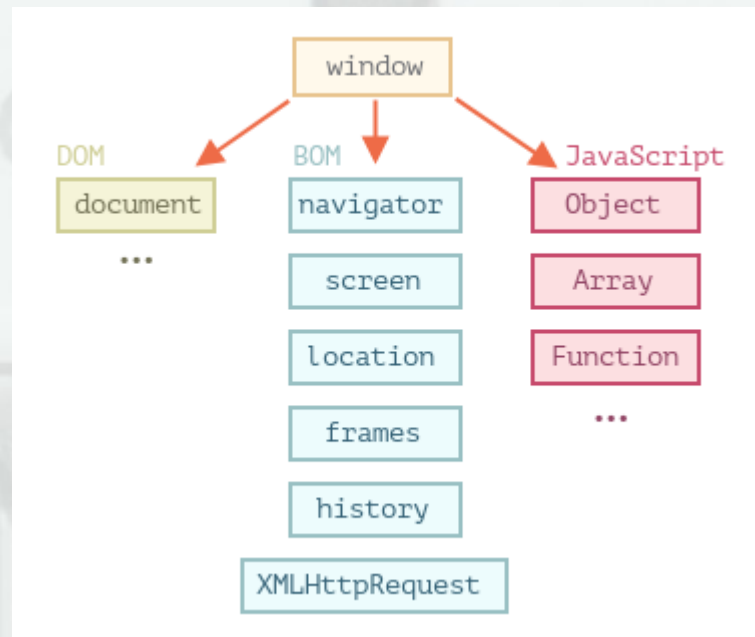 window
DOM
BOM
JavaScript
document
navigator
Object
...
screen
Array
location
Function
frames
...
history
XMLHttpRequest